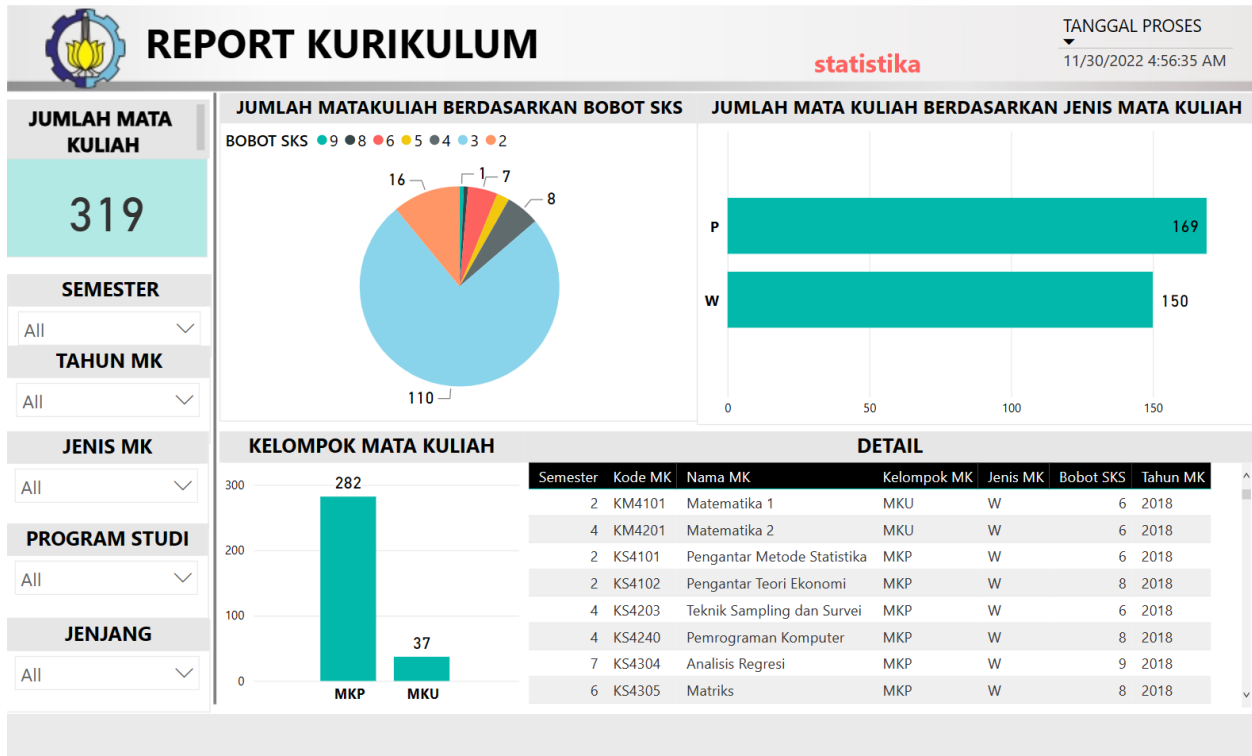 REPORT KURIKULUM
statistika
TANGGAL PROSES
11/30/2022 4:56:35 AM
JUMLAH MATA
KULIAH
319
SEMESTER
All
TAHUN MK
All
JENIS MK
All
PROGRAM STUDI
All
JENJANG
All
JUMLAH MATAKULIAH BERDASARKAN BOBOT SKS
BOBOT SKS 9 8 6 5 4 3 2
16 1 7
8
110
JUMLAH MATA KULIAH BERDASARKAN JENIS MATA KULIAH
P 169
W 150
0 50 100 150
KELOMPOK MATA KULIAH
300 282
200
100
37
0
MKP MKU
DETAIL
Semester Kode MK Nama MK Kelompok MK Jenis MK Bobot SKS Tahun MK
2 KM4101 Matematika 1 MKU W 6 2018
4 KM4201 Matematika 2 MKU W 6 2018
2 KS4101 Pengantar Metode Statistika MKP W 6 2018
2 KS4102 Pengantar Teori Ekonomi MKP W 8 2018
4 KS4203 Teknik Sampling dan Survei MKP W 6 2018
4 KS4240 Pemrograman Komputer MKP W 8 2018
7 KS4304 Analisis Regresi MKP W 9 2018
6 KS4305 Matriks MKP W 8 2018